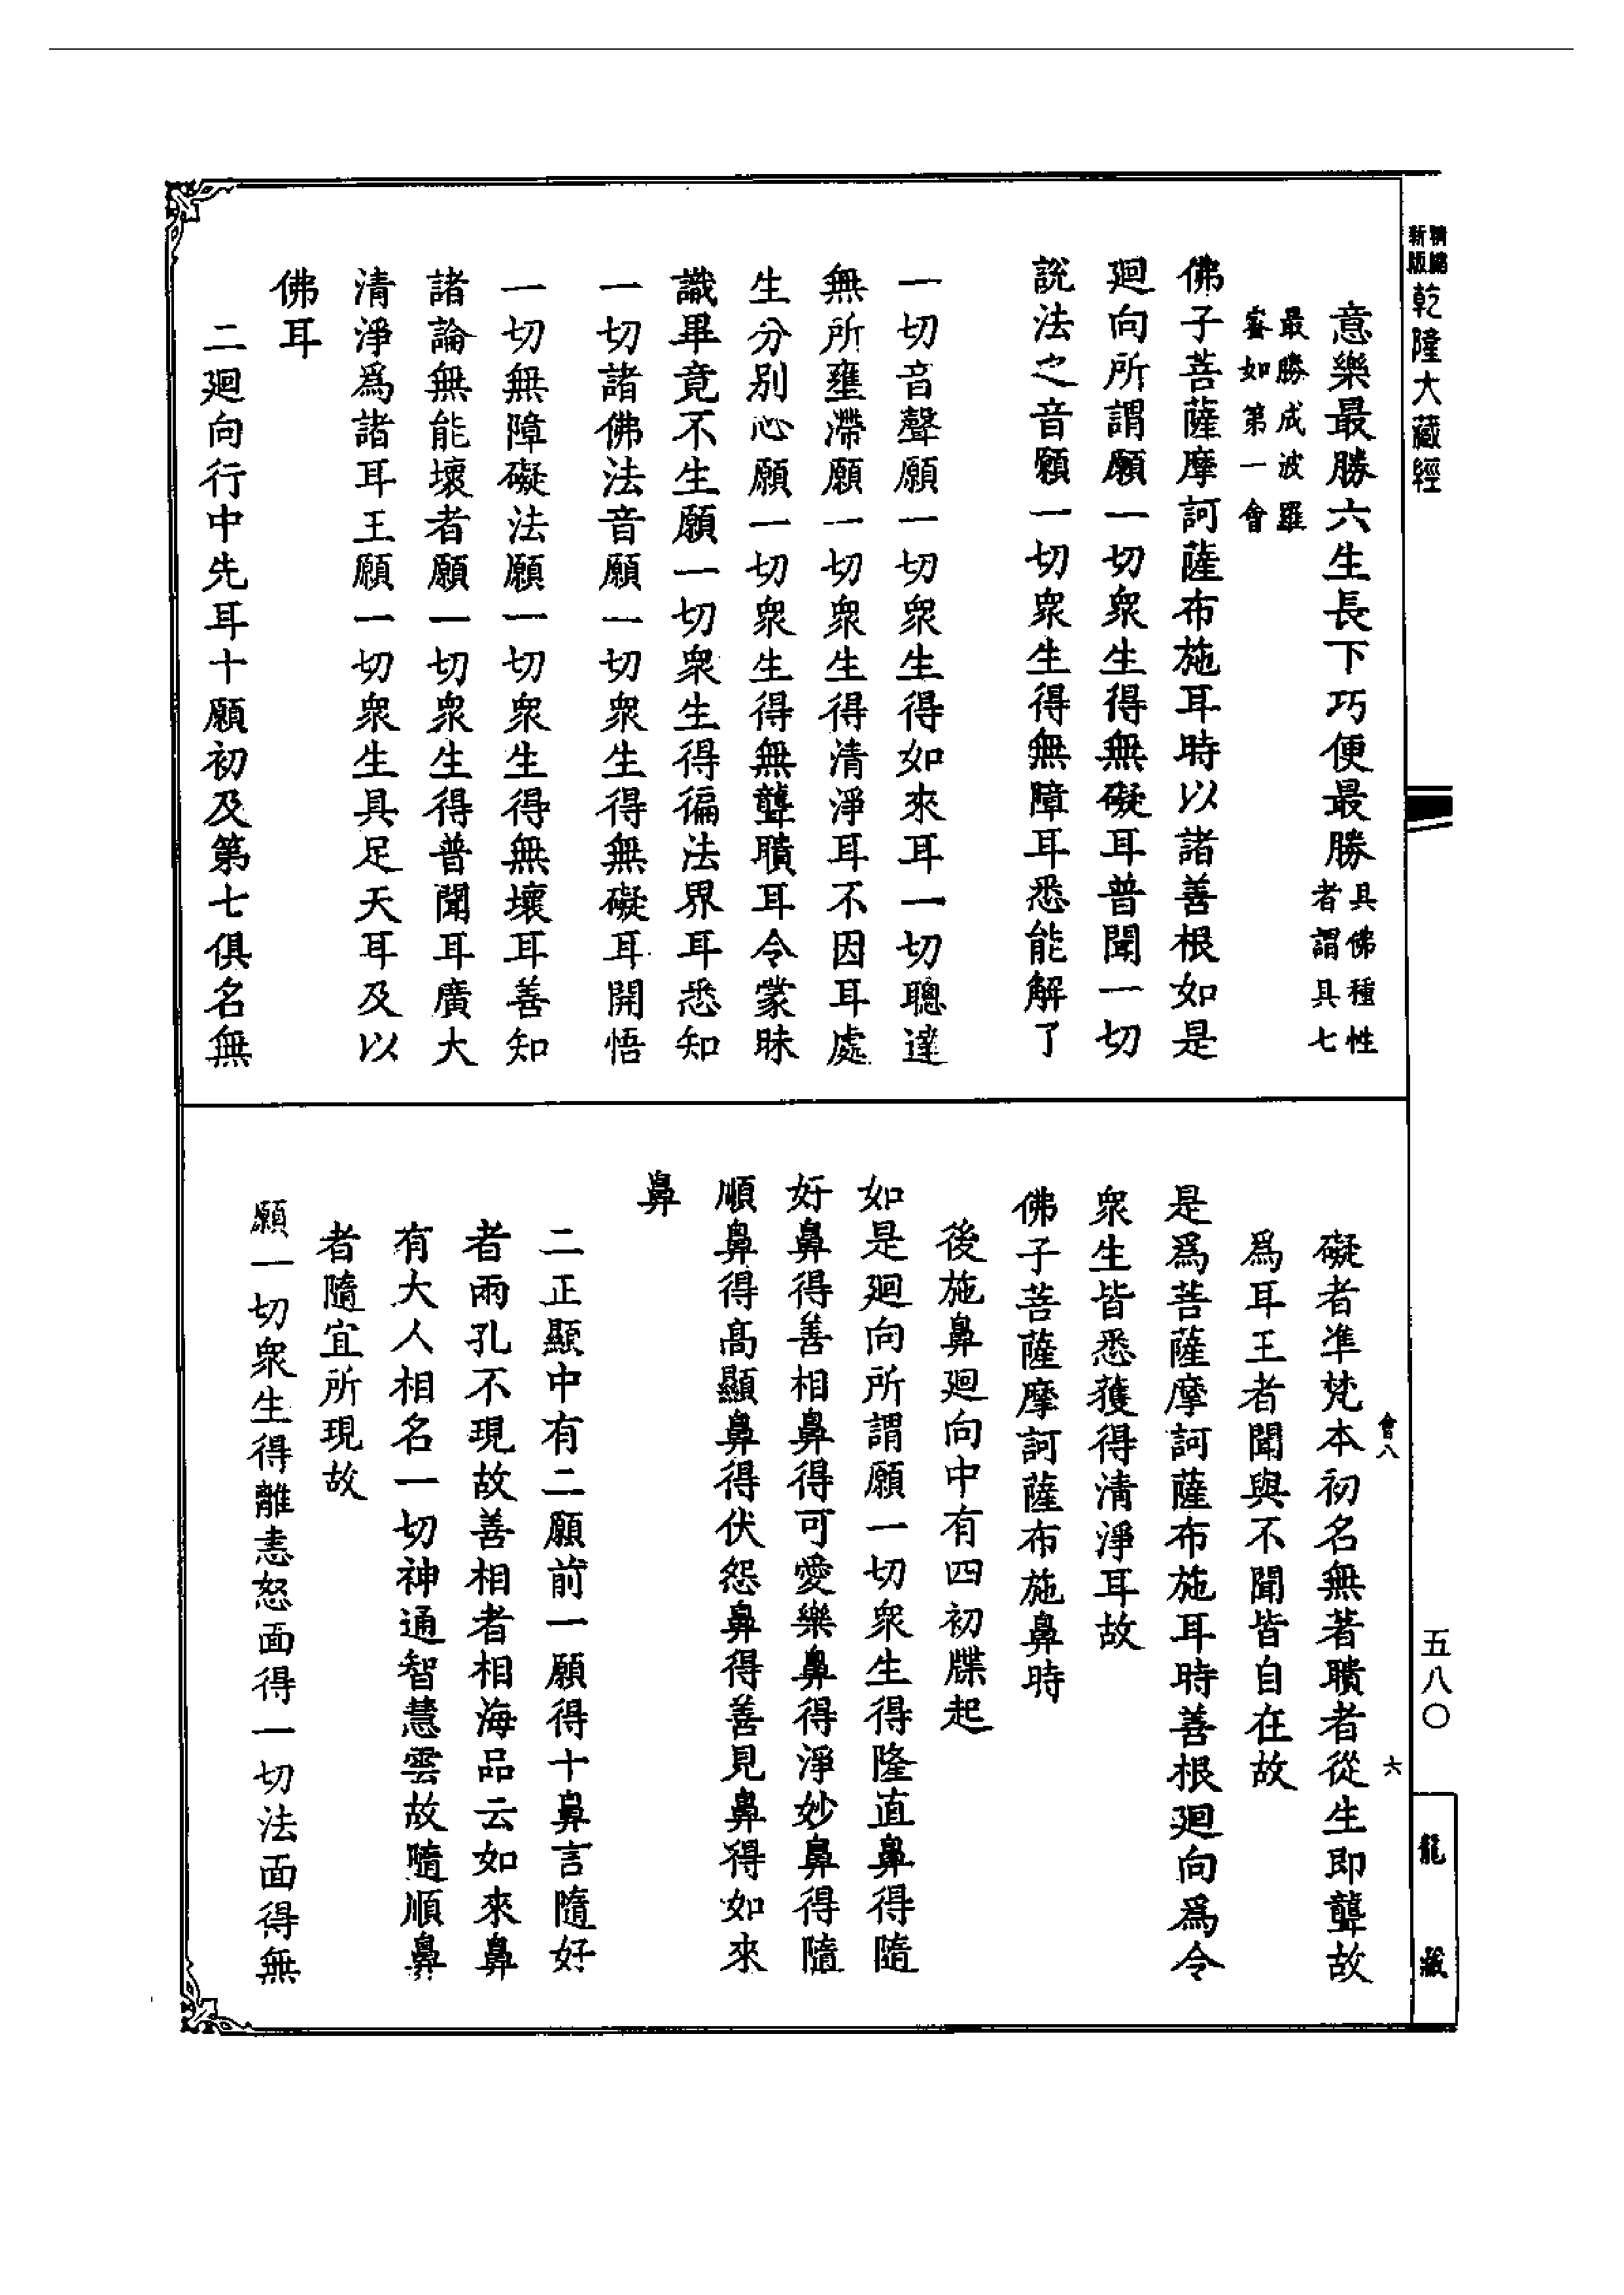 新版精縮乾隆大藏經
意樂最勝六生長下巧便最勝具佛種性者謂具七
最勝成波羅蜜如第一會
佛子菩薩摩訶薩布施耳時以諸善根如是
廻向所謂願一切衆生得無礙耳普聞一切
說法之音願一切衆生得無障耳悉能解了
一切音聲願一切衆生得如來耳一切聰達
無所壅滯願一切衆生得清淨耳不因耳處
生分別心願一切衆生得無聾聵耳令蒙昧
識畢竟不生願一切衆生得徧法界耳悉知
一切諸佛法音願一切衆生得無礙耳開悟
一切無障礙法願一切衆生得無壞耳善知
諸論無能壞者願一切衆生得普聞耳廣大
清淨爲諸耳王願一切衆生具足天耳及以
佛耳
二廻向行中先耳十願初及第七俱名無
會八
六
五八〇
龍藏
礙者準梵本初名無著聵者從生即聾故
爲耳王者聞與不聞皆自在故
是爲菩薩摩訶薩布施耳時善根廻向爲令
衆生皆悉獲得清淨耳故
佛子菩薩摩訶薩布施鼻時
後施鼻廻向中有四初牒起
如是廻向所謂願一切衆生得隆直鼻得隨
好鼻得善相鼻得可愛樂鼻得淨妙鼻得隨
順鼻得高顯鼻得伏怨鼻得善見鼻得如來
鼻
二正顯中有二願前一願得十鼻言隨好
者兩孔不現故善相者相海品云如來鼻
有大人相名一切神通智慧雲故隨順鼻
者隨宜所現故
願一切衆生得離恚怒面得一切法面得無